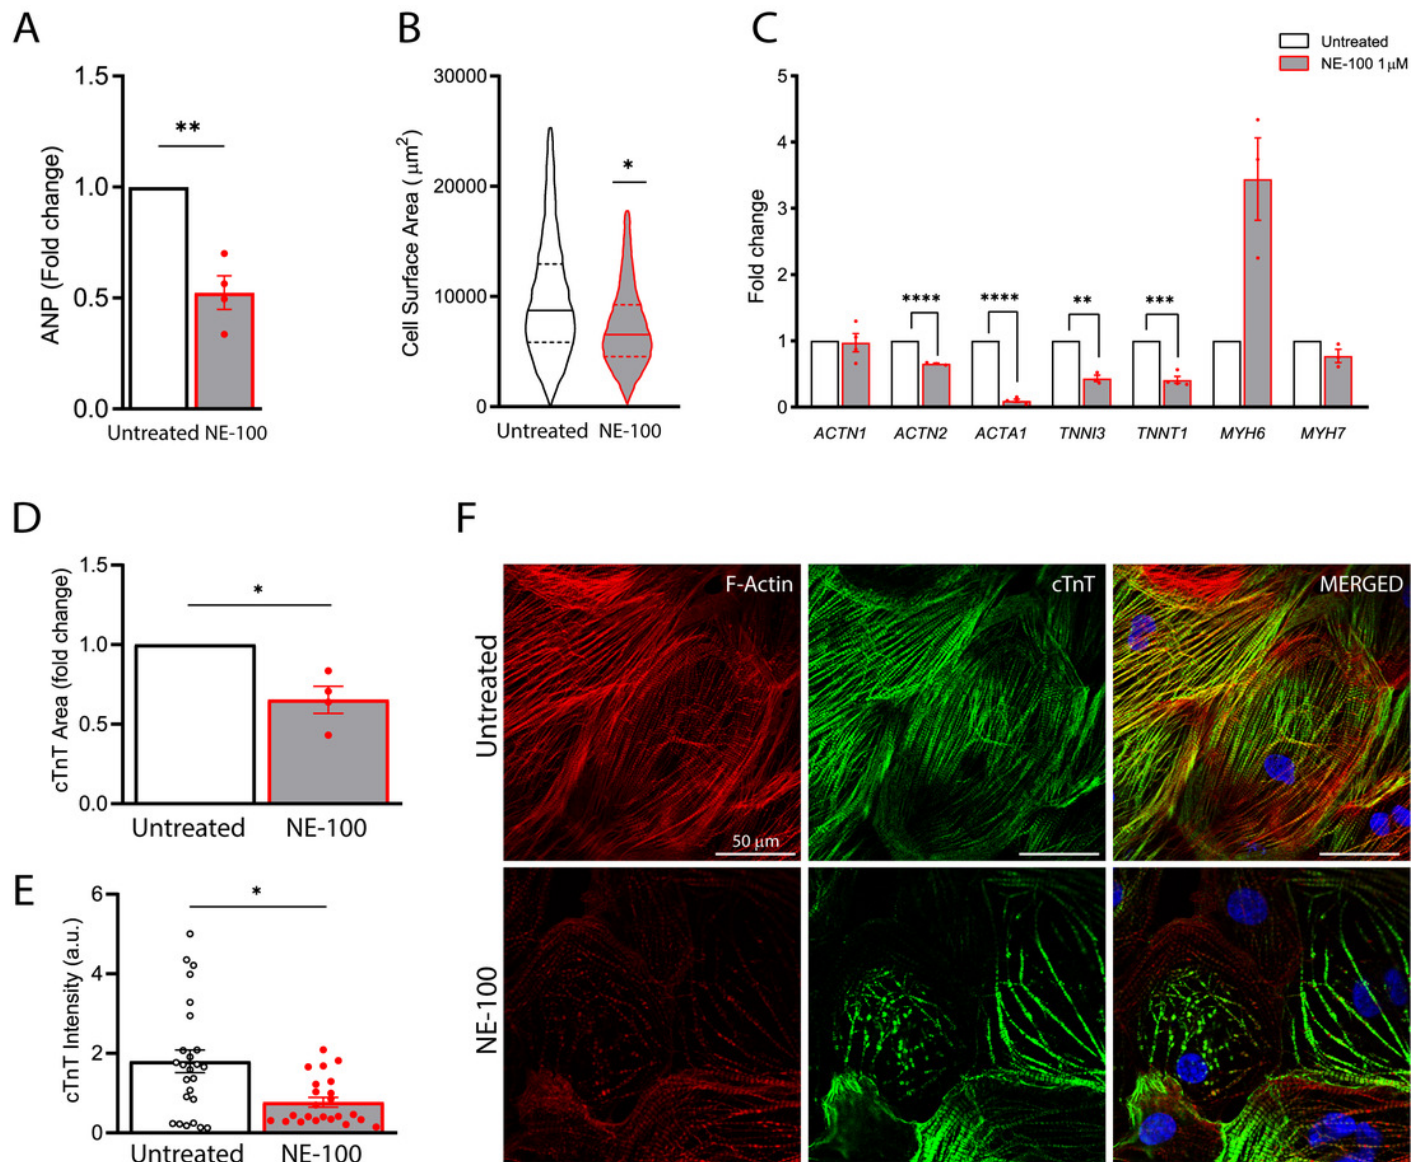 A
ANP (Fold change)
1.5
1.0
0.5
0.0
**
Untreated NE-100
B
Cell Surface Area (μm²)
30000
20000
10000
0
*
Untreated NE-100
C
Untreated
NE-100 1μM
Fold change
5
4
3
2
1
0
**** **** ** ***
ACTN1 ACTN2 ACTA1 TNNI3 TNNT1 MYH6 MYH7
D
cTnT Area (fold change)
1.5
1.0
0.5
0.0
*
Untreated NE-100
E
cTnT Intensity (a.u.)
6
4
2
0
*
Untreated NE-100
F
F-Actin cTnT MERGED
Untreated
50 μm
NE-100